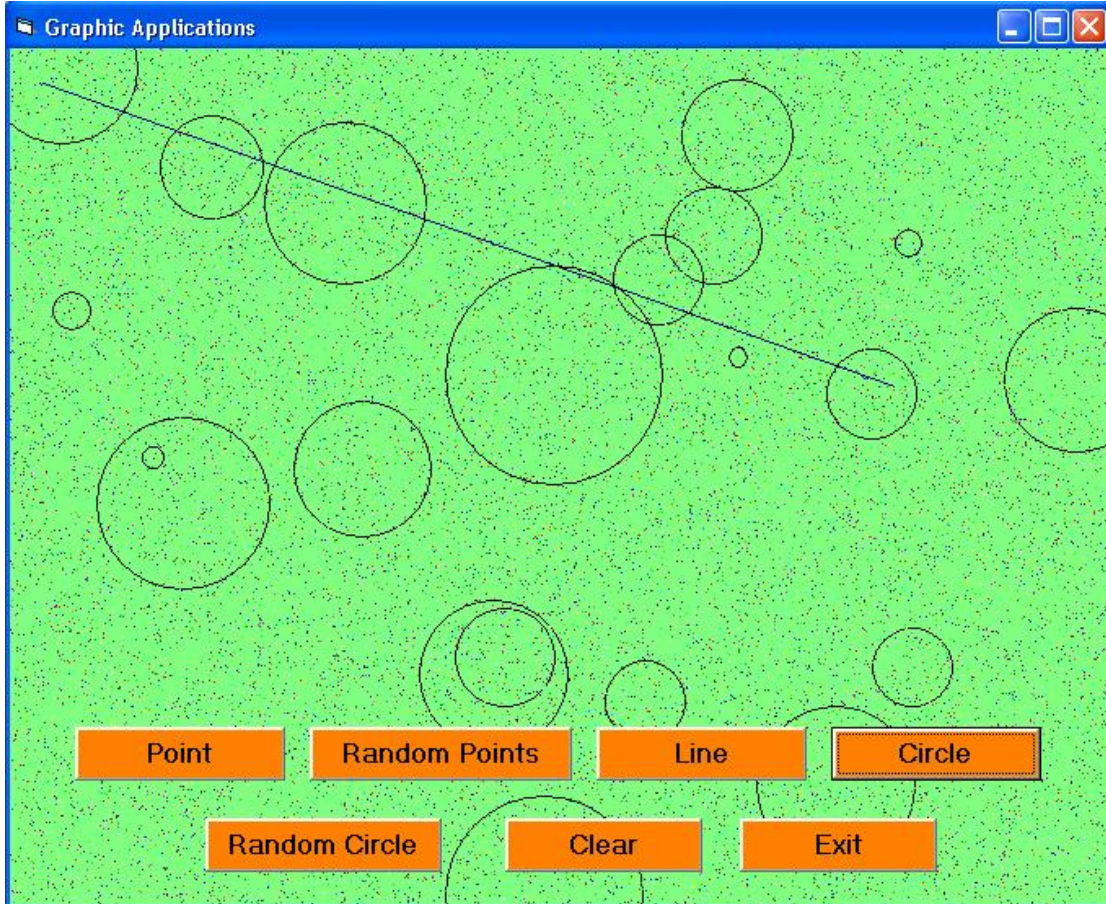 Graphic Applications
Point
Random Points
Line
Circle
Random Circle
Clear
Exit